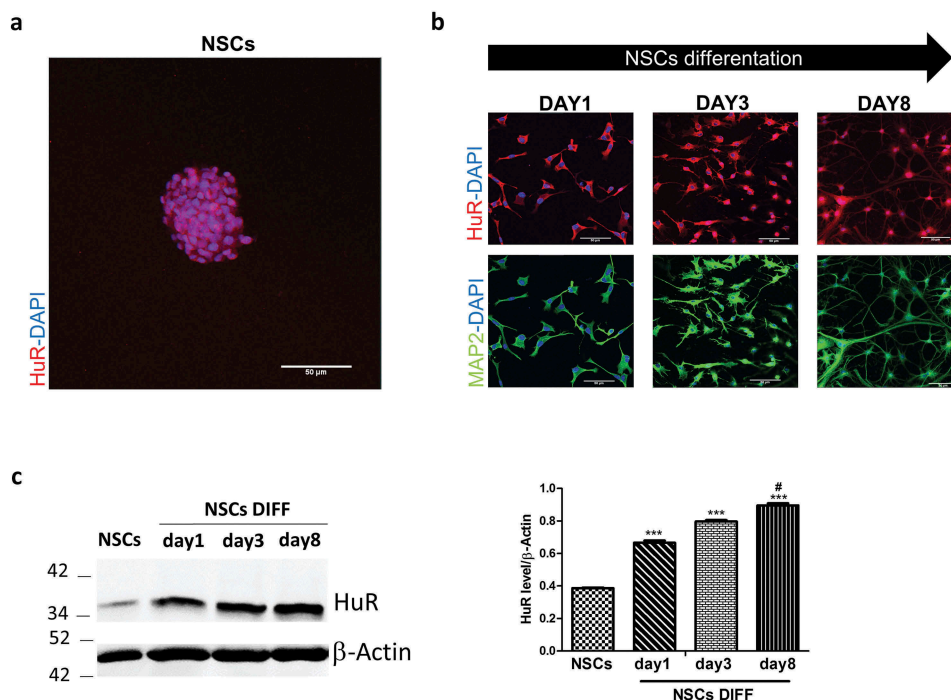 a
NSCs
HuR-DAPI
50 µm
b
NSCs differentation
DAY1 DAY3 DAY8
HuR-DAPI
MAP2-DAPI
c
NSCs DIFF
NSCs day1 day3 day8
42
34
HuR
52
42
β-Actin
HuR level/β-Actin
1.0
0.8
0.6
0.4
0.2
0.0
***
***
#
***
NSCs day1 day3 day8
NSCs DIFF